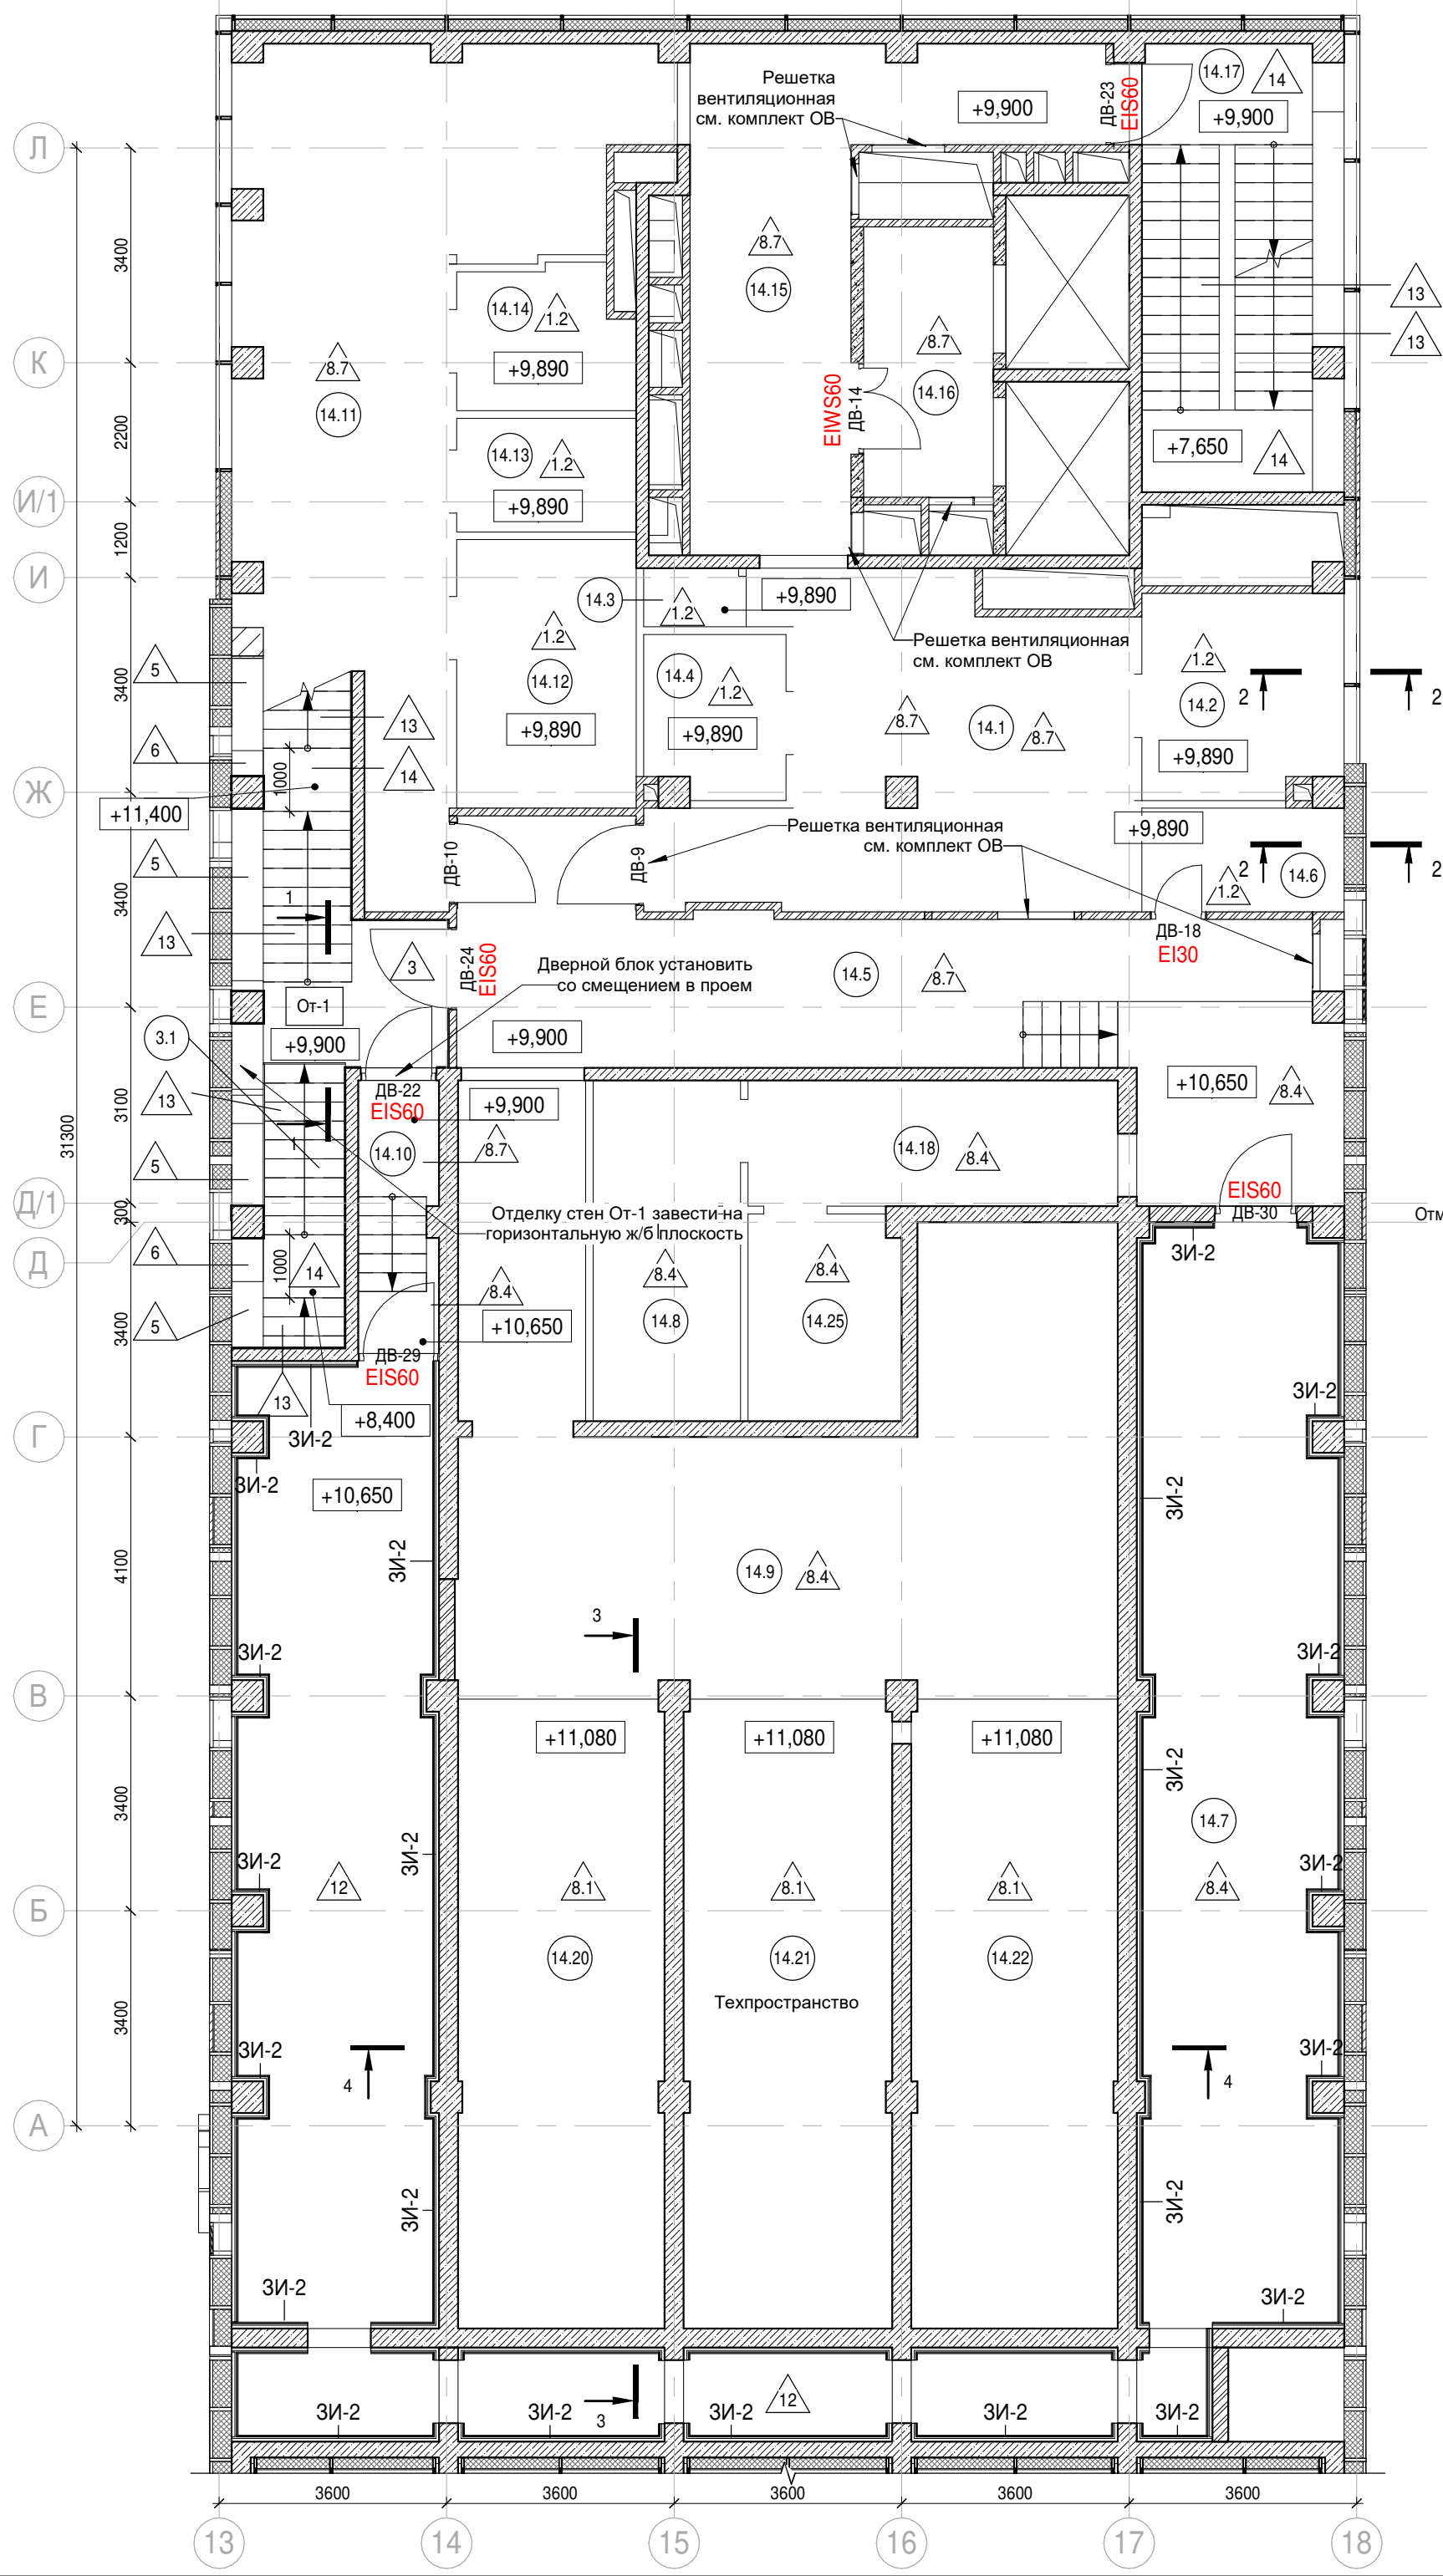 Решетка
вентиляционная
см. комплект ОВ
+9,900
ДВ-23
EIS60
14.17
14
+9,900
Л
3400
8.7
14.15
13
13
14.14
1.2
+9,890
К
8.7
14.11
8.7
14.16
EIWS60
ДВ-14
2200
14.13
1.2
+9,890
+7,650
14
И/1
1200
И
14.3
1.2
+9,890
Решетка вентиляционная
см. комплект ОВ
3400
5
6
1.2
14.12
+9,890
14.4
1.2
+9,890
8.7
14.1
8.7
1.2
14.2
+9,890
2
2
13
14
1000
Ж
+11,400
Решетка вентиляционная
см. комплект ОВ
+9,890
2
2
14.6
1.2
ДВ-10
ДВ-9
5
3400
1
13
3
ДВ-24
EIS60
ДВ-18
EI30
Дверной блок установить
со смещением в проем
14.5
8.7
Е
От-1
+9,900
+9,900
3.1
13
3100
31300
1
ДВ-22
EIS60
+9,900
14.10
8.7
+10,650
8.4
14.18
8.4
5
Д/1
300
Д
Отделку стен От-1 завести на
горизонтальную ж/б плоскость
EIS60
ДВ-30
ЗИ-2
Отм
6
1000
14
8.4
+10,650
8.4
14.8
8.4
14.25
3400
5
ДВ-29
EIS60
13
+8,400
ЗИ-2
ЗИ-2
Г
ЗИ-2
+10,650
ЗИ-2
4100
ЗИ-2
14.9
8.4
3
ЗИ-2
ЗИ-2
В
+11,080
+11,080
+11,080
ЗИ-2
3400
14.7
ЗИ-2
ЗИ-2
ЗИ-2
12
8.1
8.1
8.1
8.4
Б
14.20
14.21
14.22
Техпространство
3400
ЗИ-2
ЗИ-2
4
4
А
ЗИ-2
ЗИ-2
ЗИ-2
ЗИ-2
12
3
ЗИ-2
ЗИ-2
ЗИ-2
ЗИ-2
ЗИ-2
3600
3600
3600
3600
3600
13
14
15
16
17
18